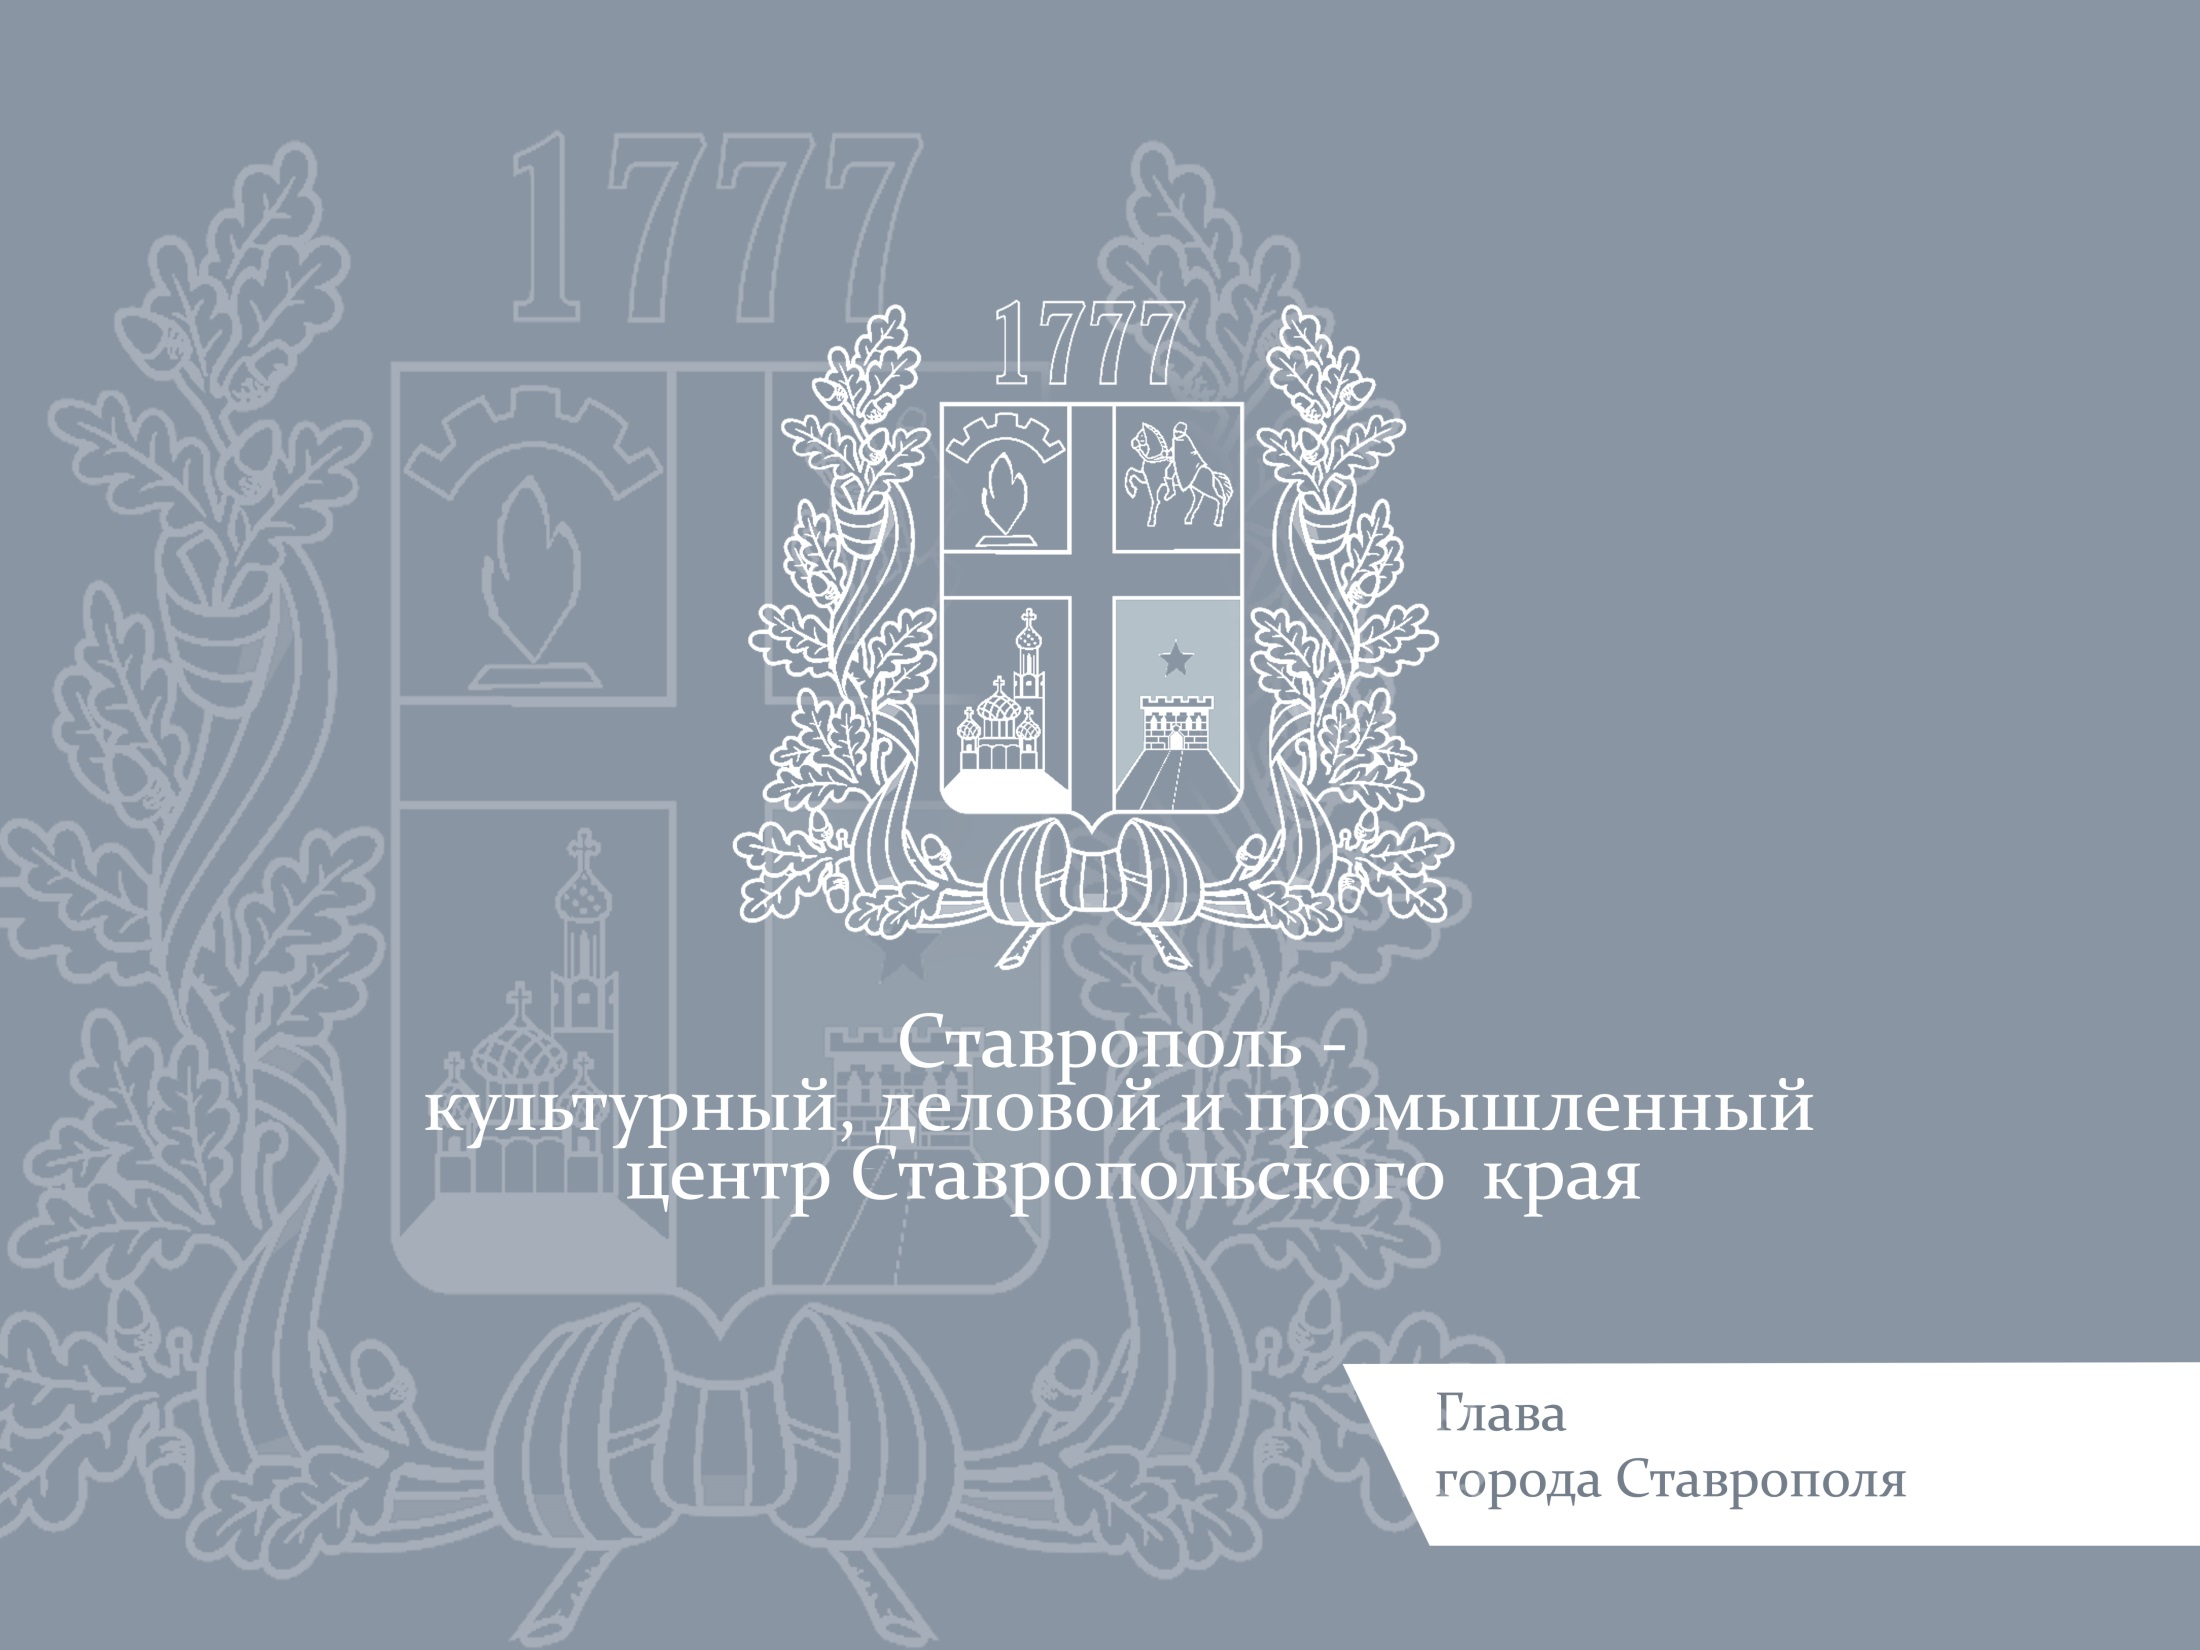 1777
1777
Ставрополь -
культурный, деловой и промышленный
центр Ставропольского края
Глава
города Ставрополя